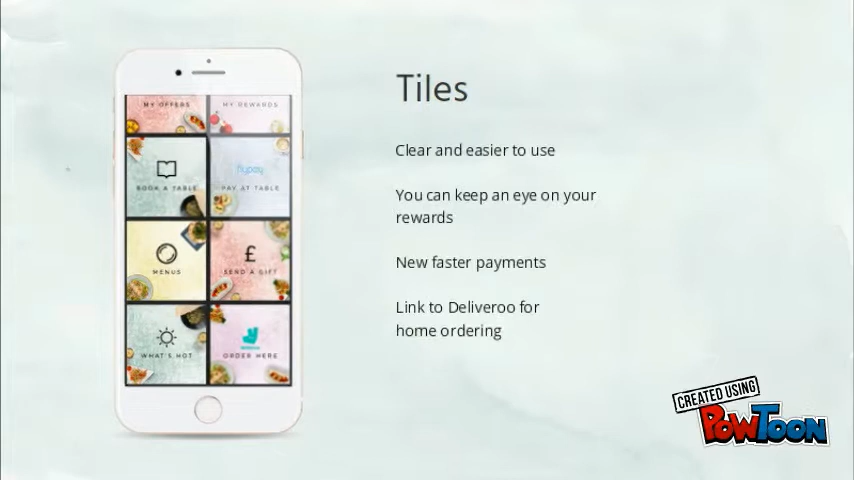 Tiles
Clear and easier to use
You can keep an eye on your
rewards
New faster payments
Link to Deliveroo for
home ordering
MY OFFERS
MY REWARDS
BOOK A TABLE
PAY AT TABLE
MENUS
£
SEND A GIFT
WHAT'S HOT
ORDER HERE
CREATED USING
POWTOON